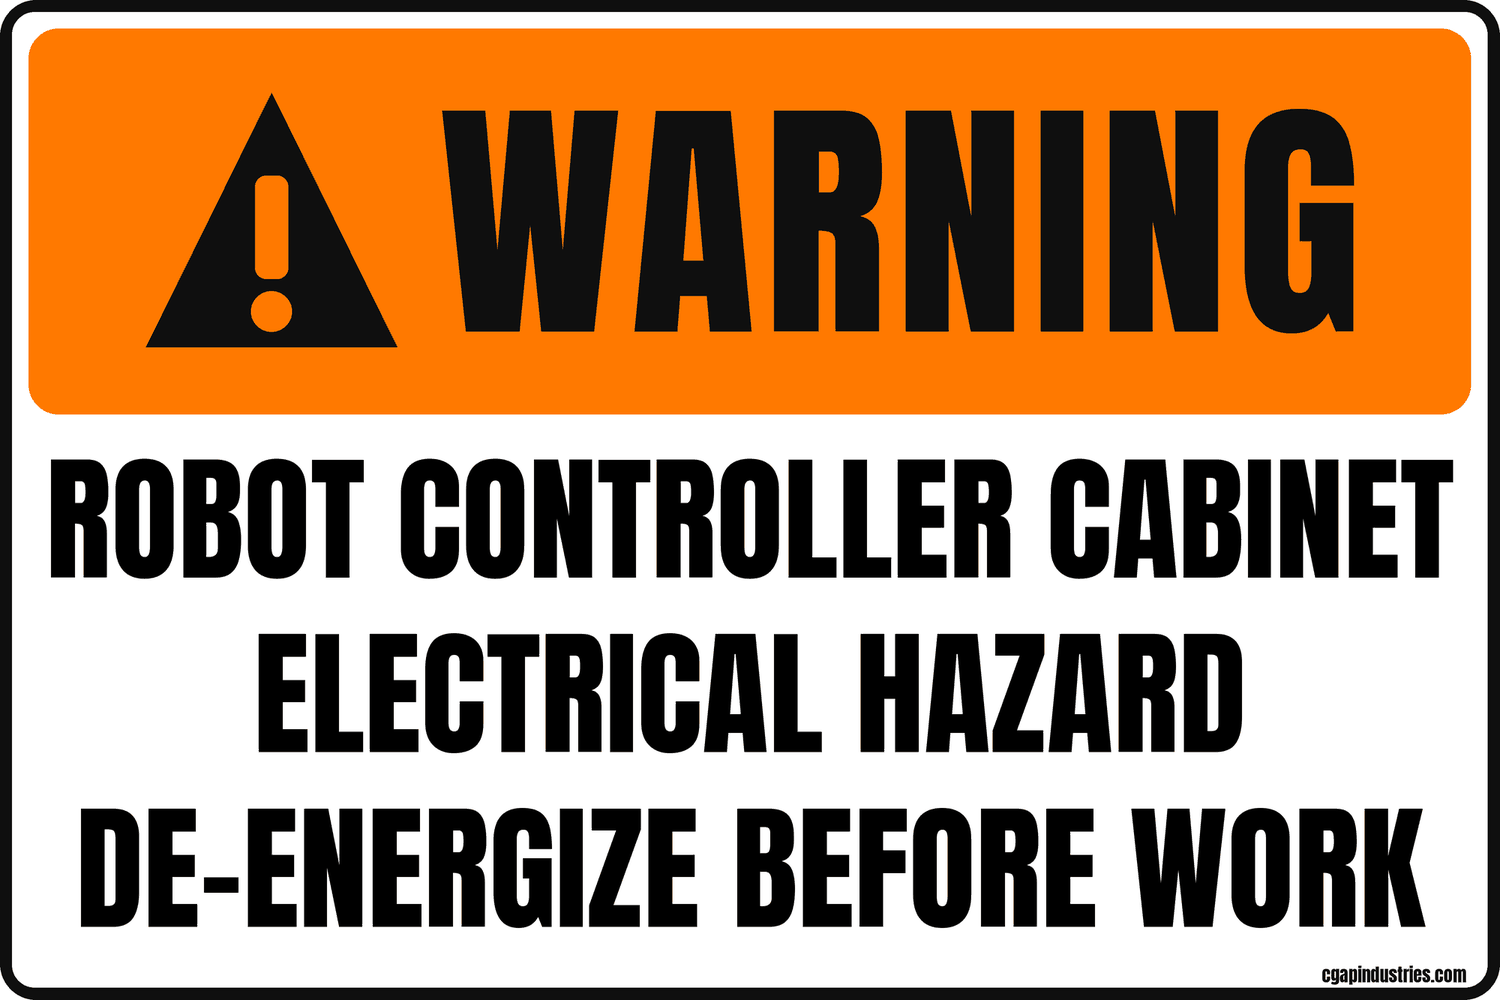 WARNING
ROBOT CONTROLLER CABINET
ELECTRICAL HAZARD
DE-ENERGIZE BEFORE WORK
cgapindustries.com